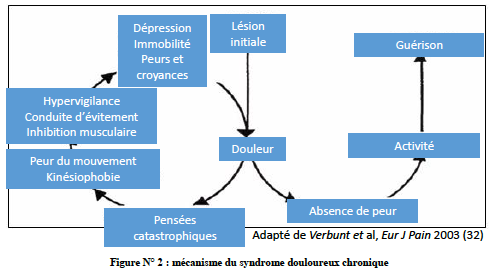 Dépression
Immobilité
Peurs et
croyances
Lésion
initiale
Guérison
Hypervigilance
Conduite d'évitement
Inhibition musculaire
Douleur
Activité
Peur du mouvement
Kinésiophobie
Pensées
catastrophiques
Absence de peur
Adapté de Verbunt et al, Eur J Pain 2003 (32)
Figure N° 2 : mécanisme du syndrome douloureux chronique